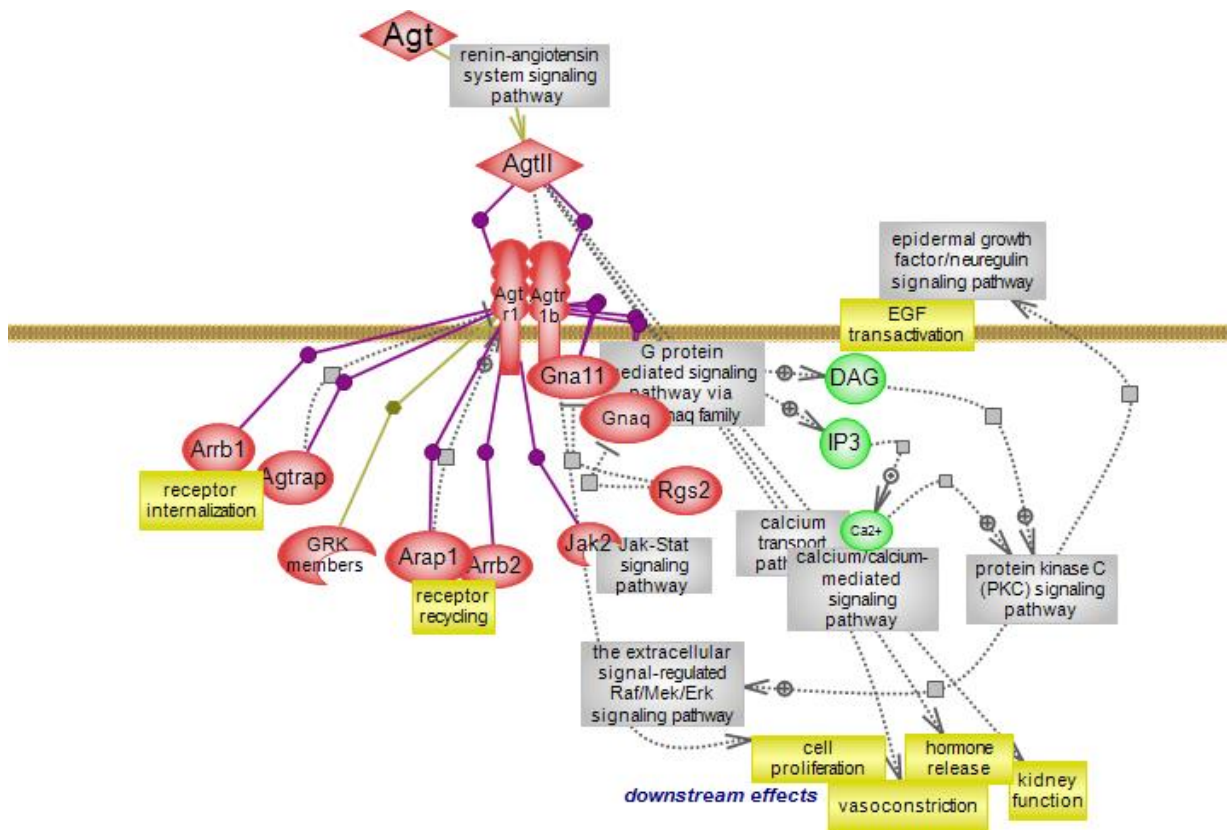 Agt
renin-angiotensin
system signaling
pathway
AgtII
epidermal growth
factor/neuregulin
signaling pathway
Agt
r1
Agtr
1b
EGF
transactivation
G protein
mediated signaling
pathway via
naq family
Gna11
Gnaq
DAG
IP3
Arrb1
receptor
internalization
Agtrap
Rgs2
Ca2+
GRK
members
Arap1
Arrb2
receptor
recycling
Jak2
Jak-Stat
signaling
pathway
calcium
transport
path
calcium/calcium-
mediated
signaling
pathway
protein kinase C
(PKC) signaling
pathway
the extracellular
signal-regulated
Raf/Mek/Erk
signaling pathway
cell
proliferation
hormone
release
kidney
function
vasoconstriction
downstream effects